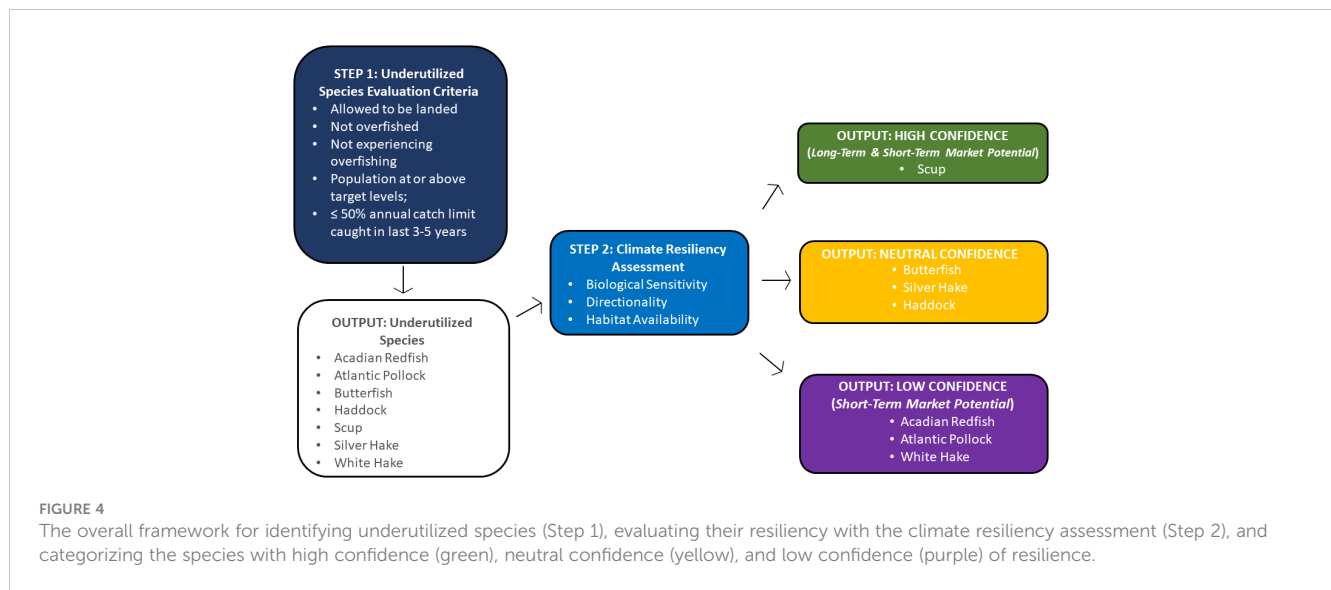 STEP 1: Underutilized
Species Evaluation Criteria
• Allowed to be landed
• Not overfished
• Not experiencing
overfishing
• Population at or above
target levels;
• ≤ 50% annual catch limit
caught in last 3-5 years
OUTPUT: Underutilized
Species
• Acadian Redfish
• Atlantic Pollock
• Butterfish
• Haddock
• Scup
• Silver Hake
• White Hake
STEP 2: Climate Resiliency
Assessment
• Biological Sensitivity
• Directionality
• Habitat Availability
OUTPUT: HIGH CONFIDENCE
(Long-Term & Short-Term Market Potential)
• Scup
OUTPUT: NEUTRAL CONFIDENCE
• Butterfish
• Silver Hake
• Haddock
OUTPUT: LOW CONFIDENCE
(Short-Term Market Potential)
• Acadian Redfish
• Atlantic Pollock
• White Hake
FIGURE 4
The overall framework for identifying underutilized species (Step 1), evaluating their resiliency with the climate resiliency assessment (Step 2), and
categorizing the species with high confidence (green), neutral confidence (yellow), and low confidence (purple) of resilience.